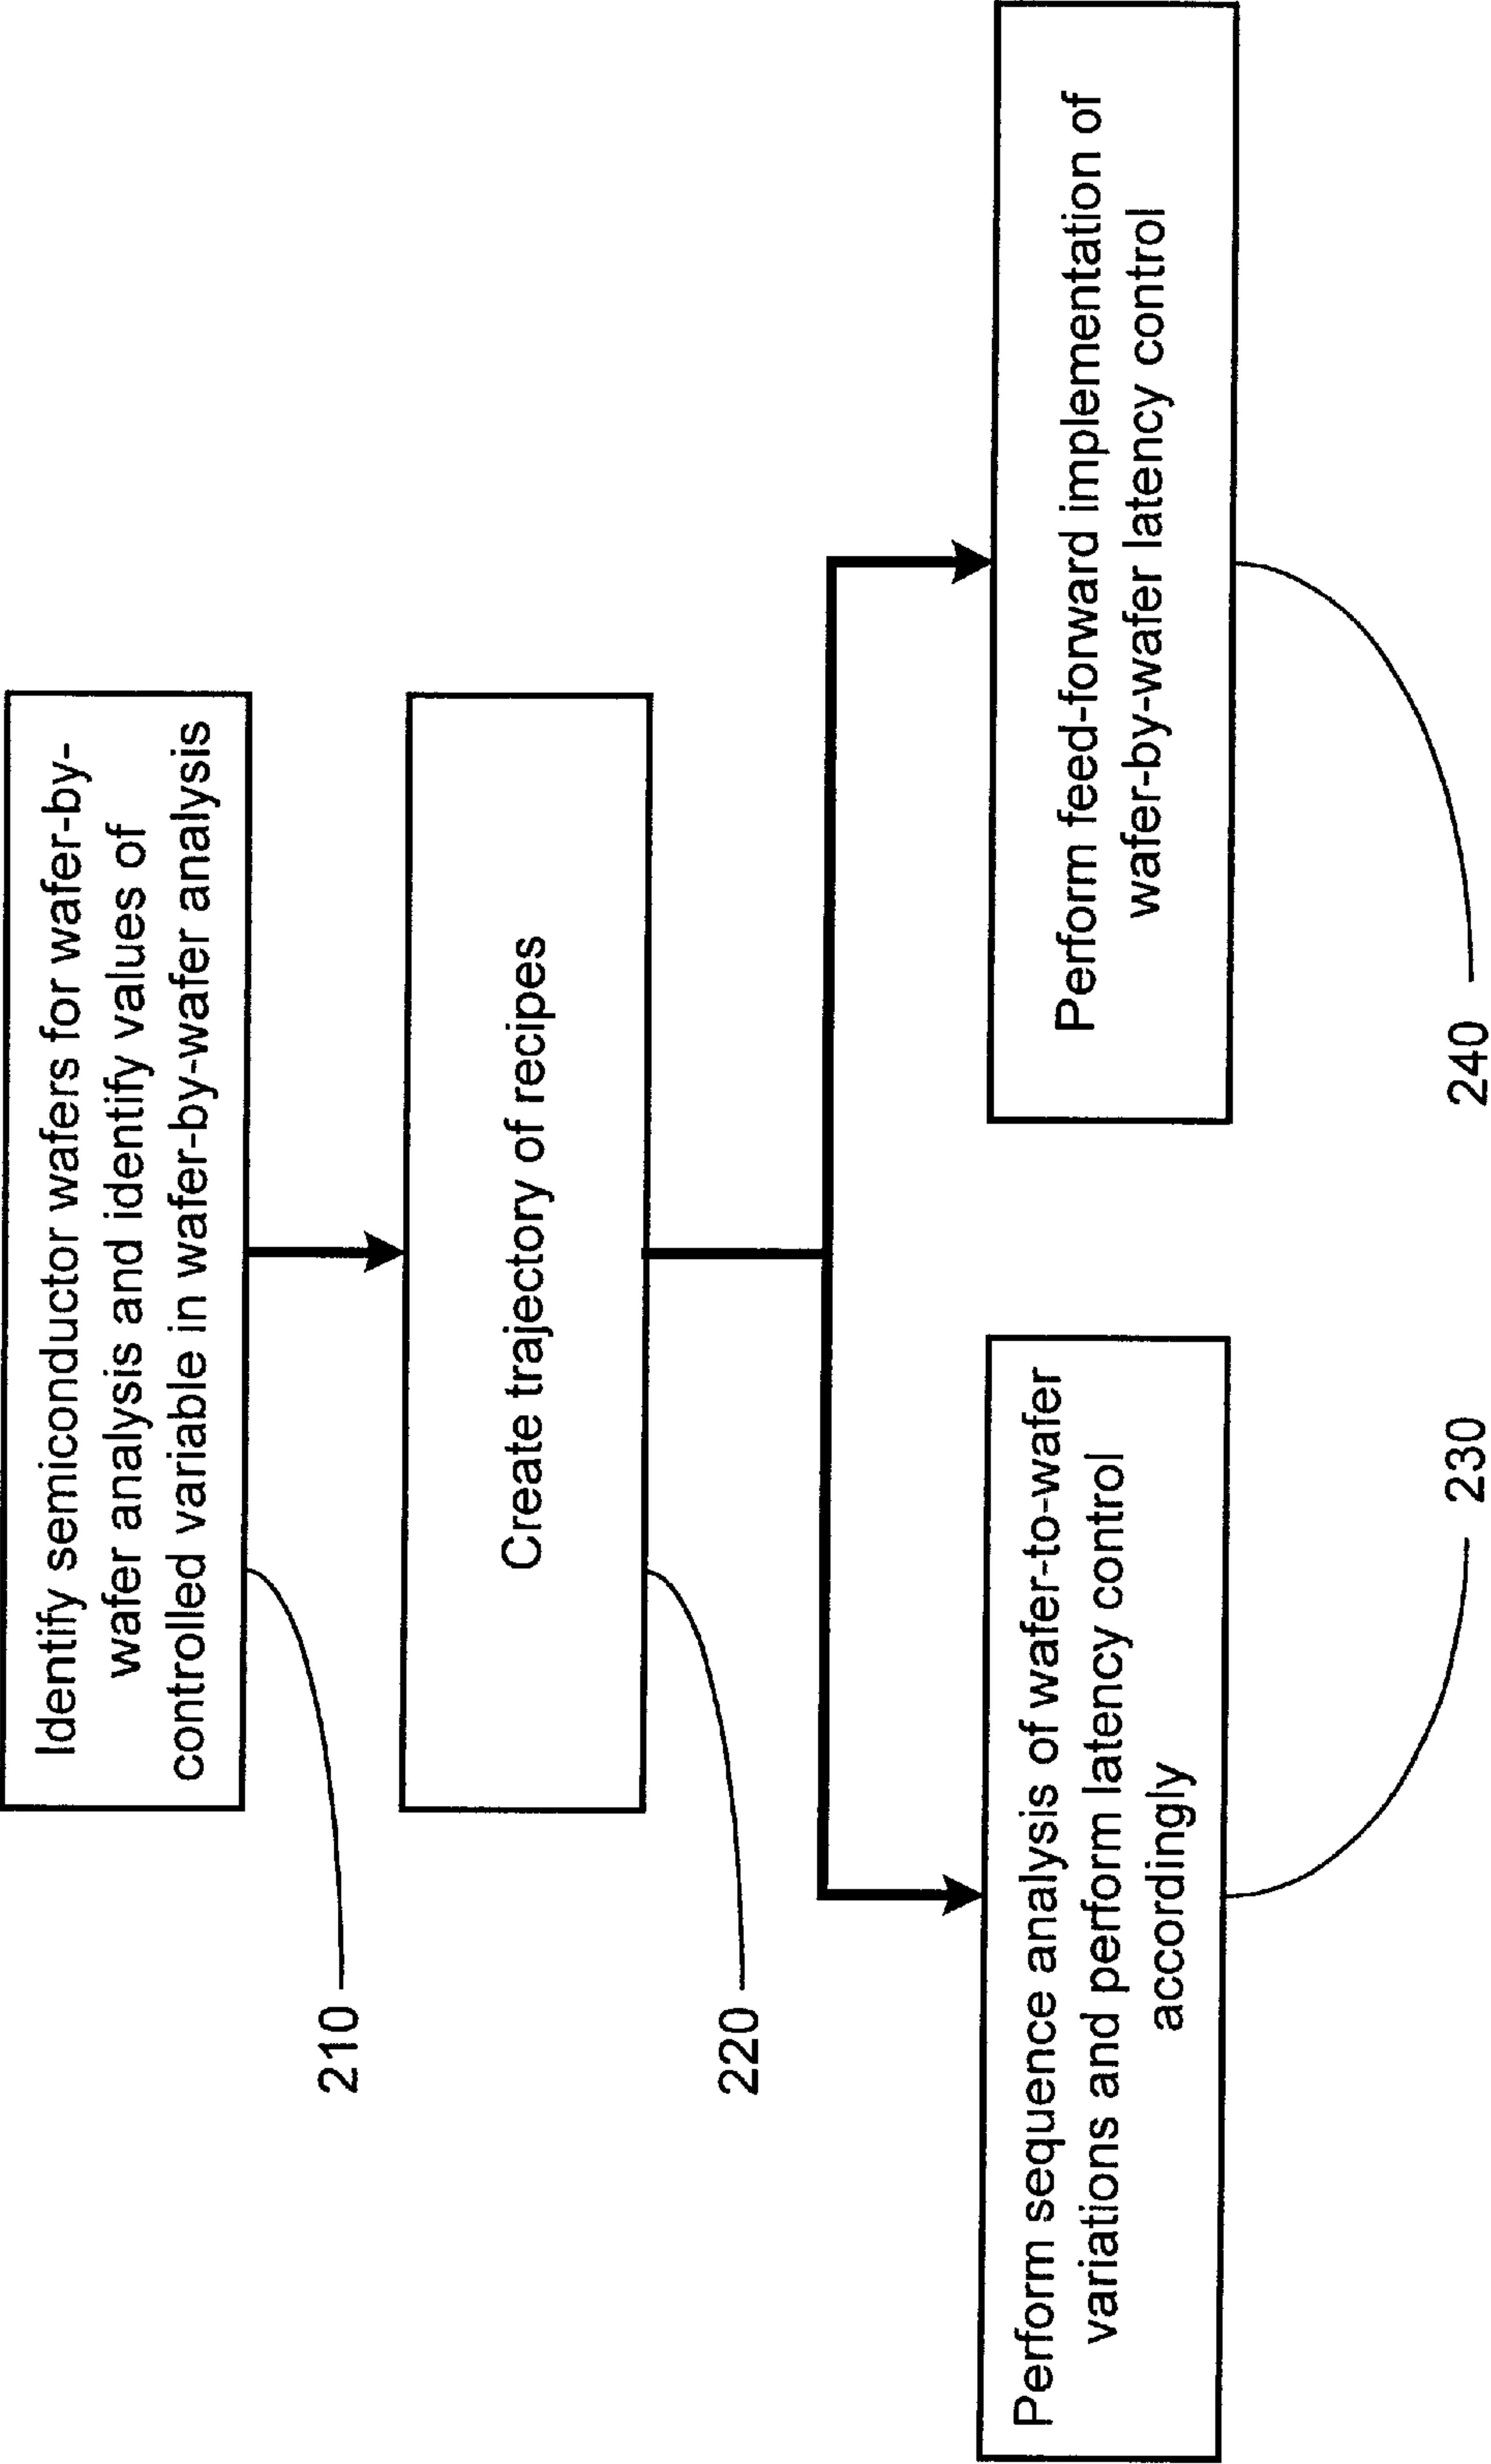 Identify semiconductor wafers for wafer-by-
wafer analysis and identify values of
controlled variable in wafer-by-wafer analysis
210
Create trajectory of recipes
220
Perform sequence analysis of wafer-to-wafer
variations and perform latency control
accordingly
230
Perform feed-forward implementation of
wafer-by-wafer latency control
240